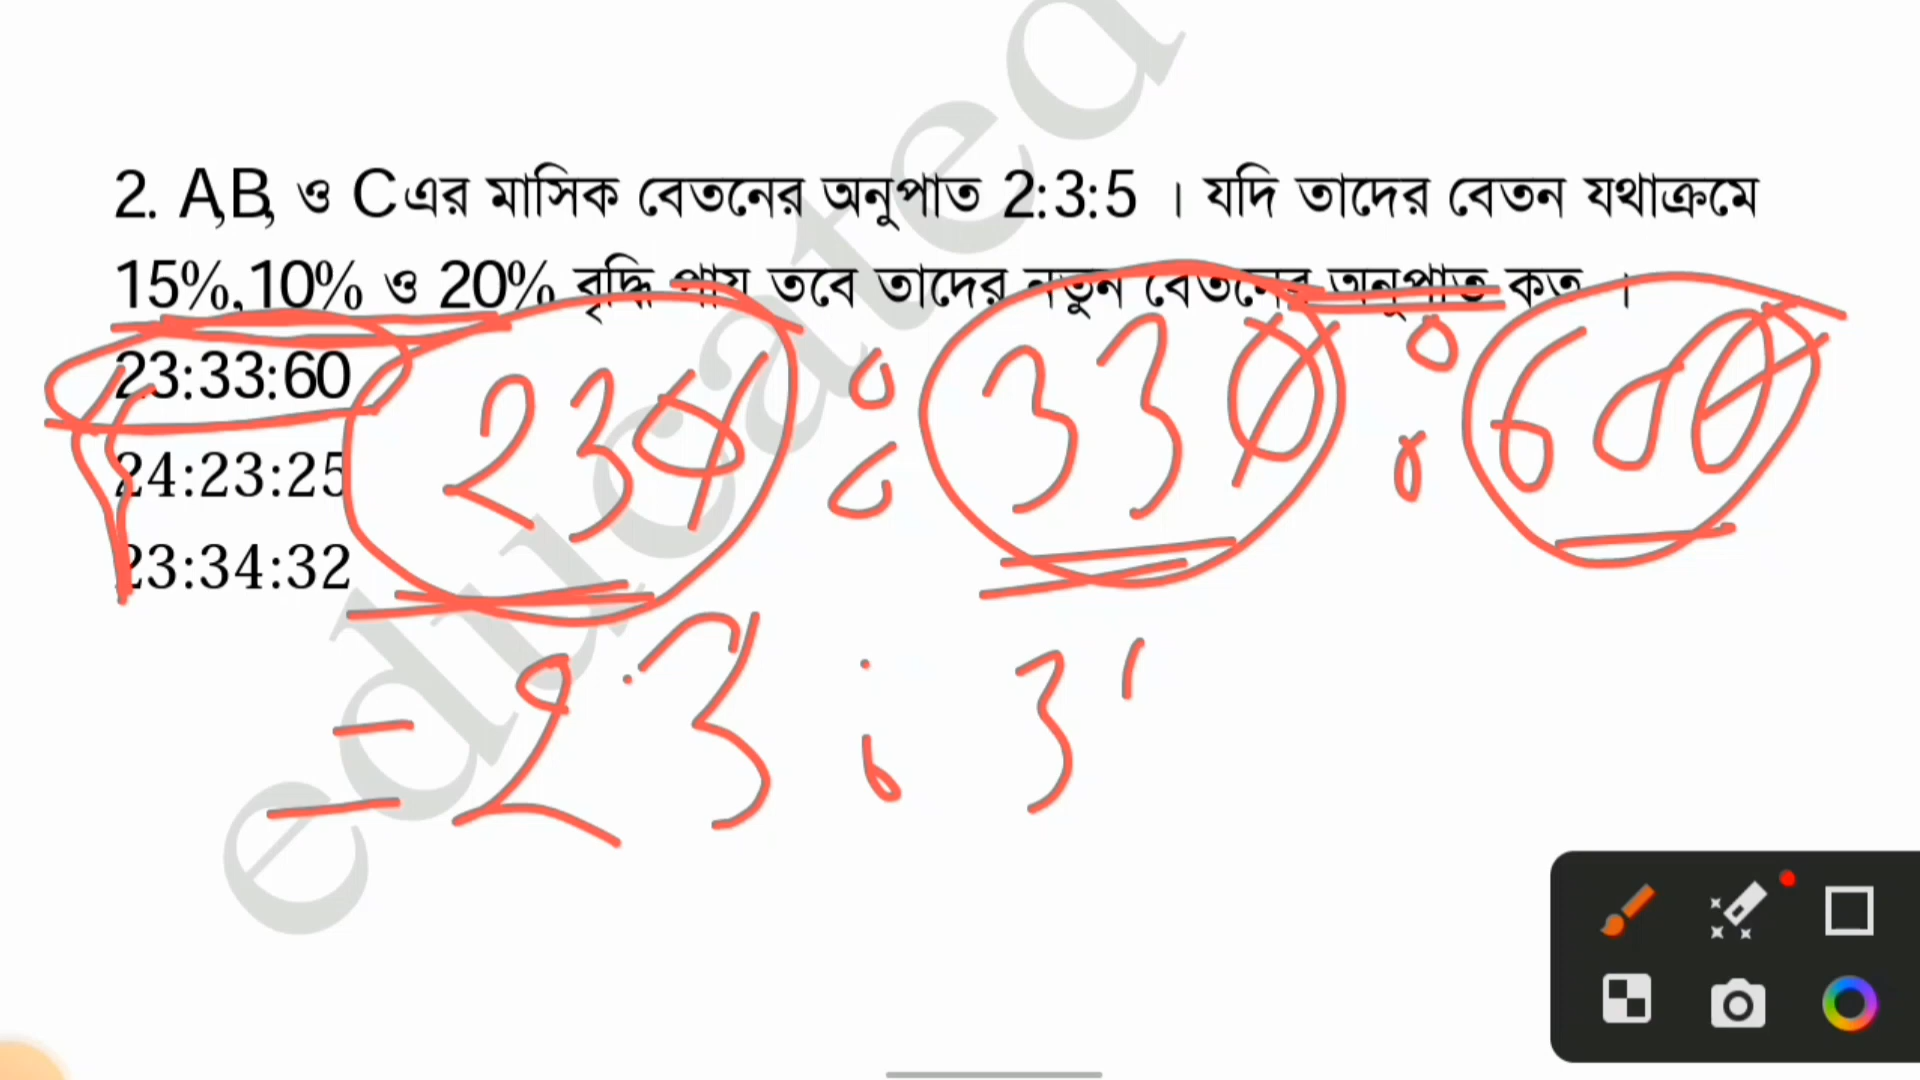 2. A,B, ও C এর মাসিক বেতনের অনুপাত 2:3:5 । যদি তাদের বেতন যথাক্রমে
15%,10% ও 20% বৃদ্ধি পায় তবে তাদের নতুন বেতনের অনুপাত কত ।
23:33:60
24:23:25
23:34:32
230 : 330 : 600
= 23 : 3
educated